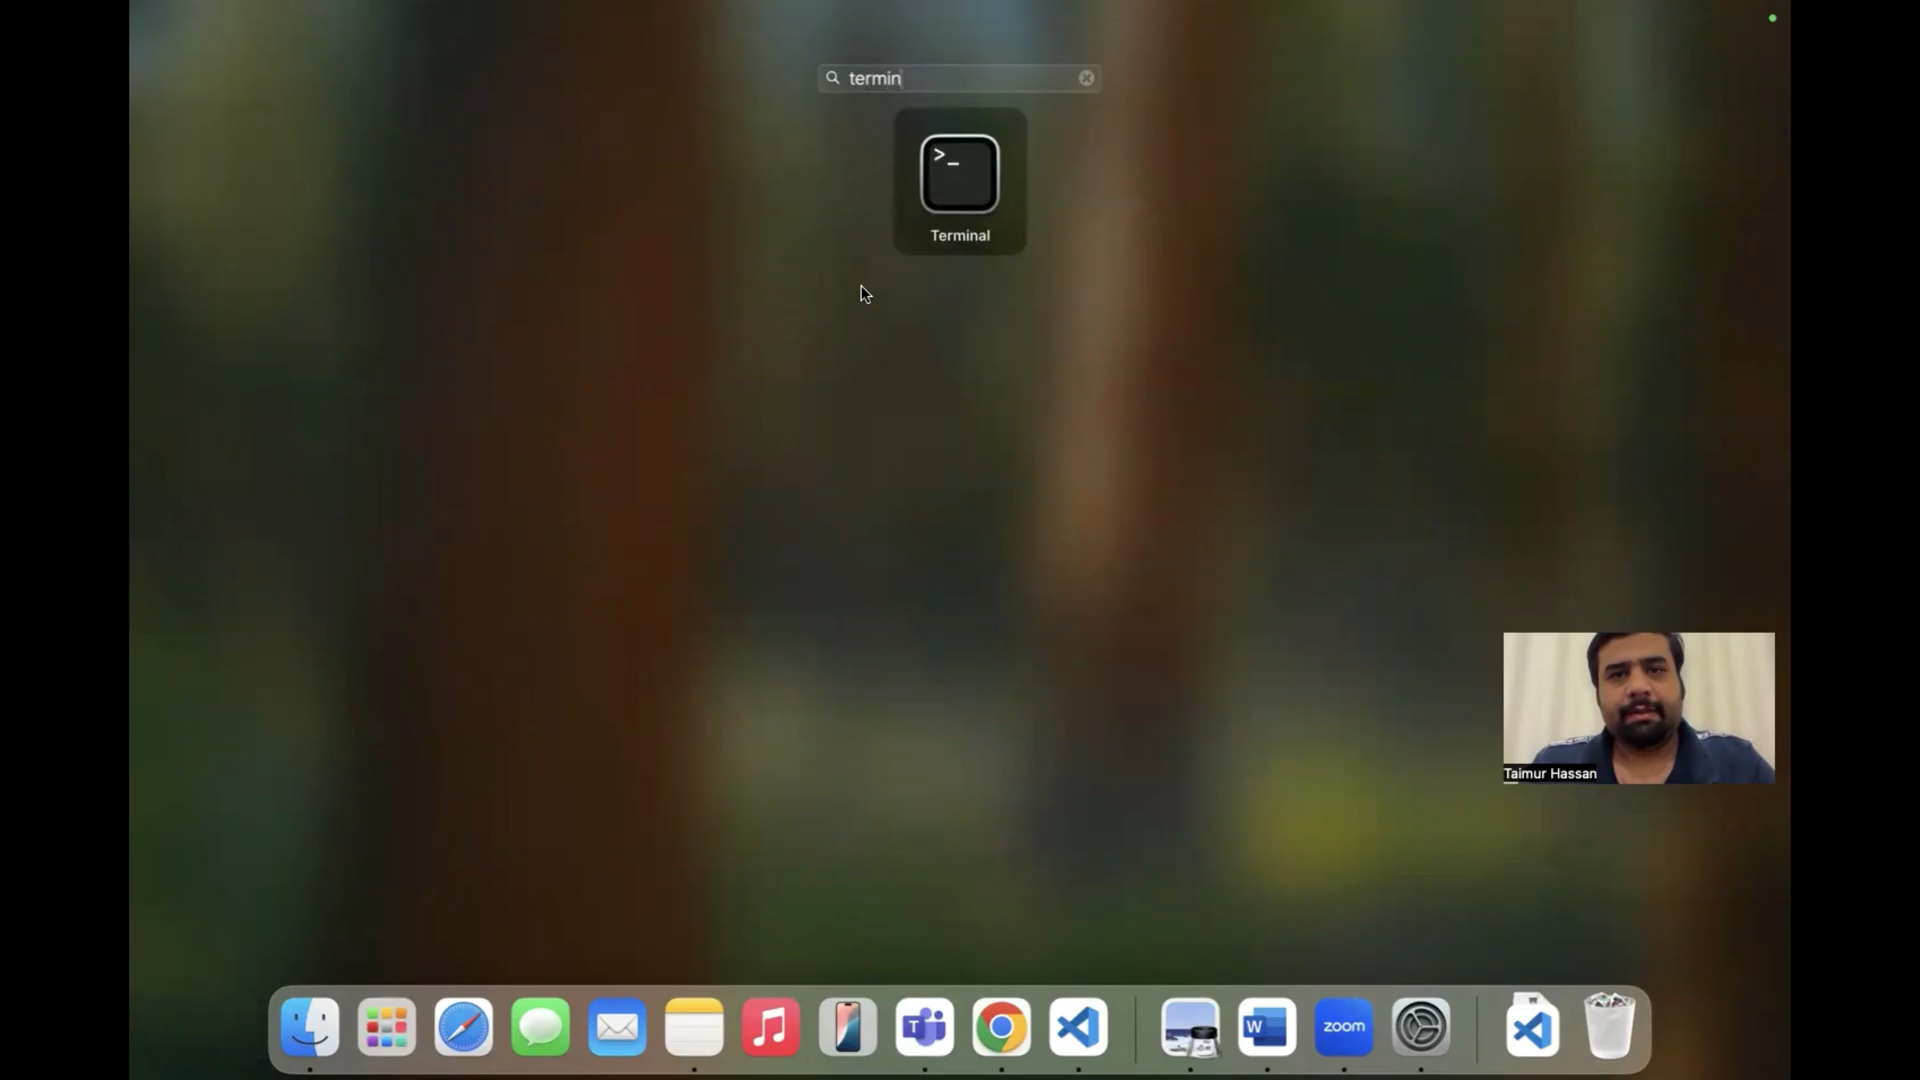 termin
>_
Terminal
Taimur Hassan
T
W
zoom